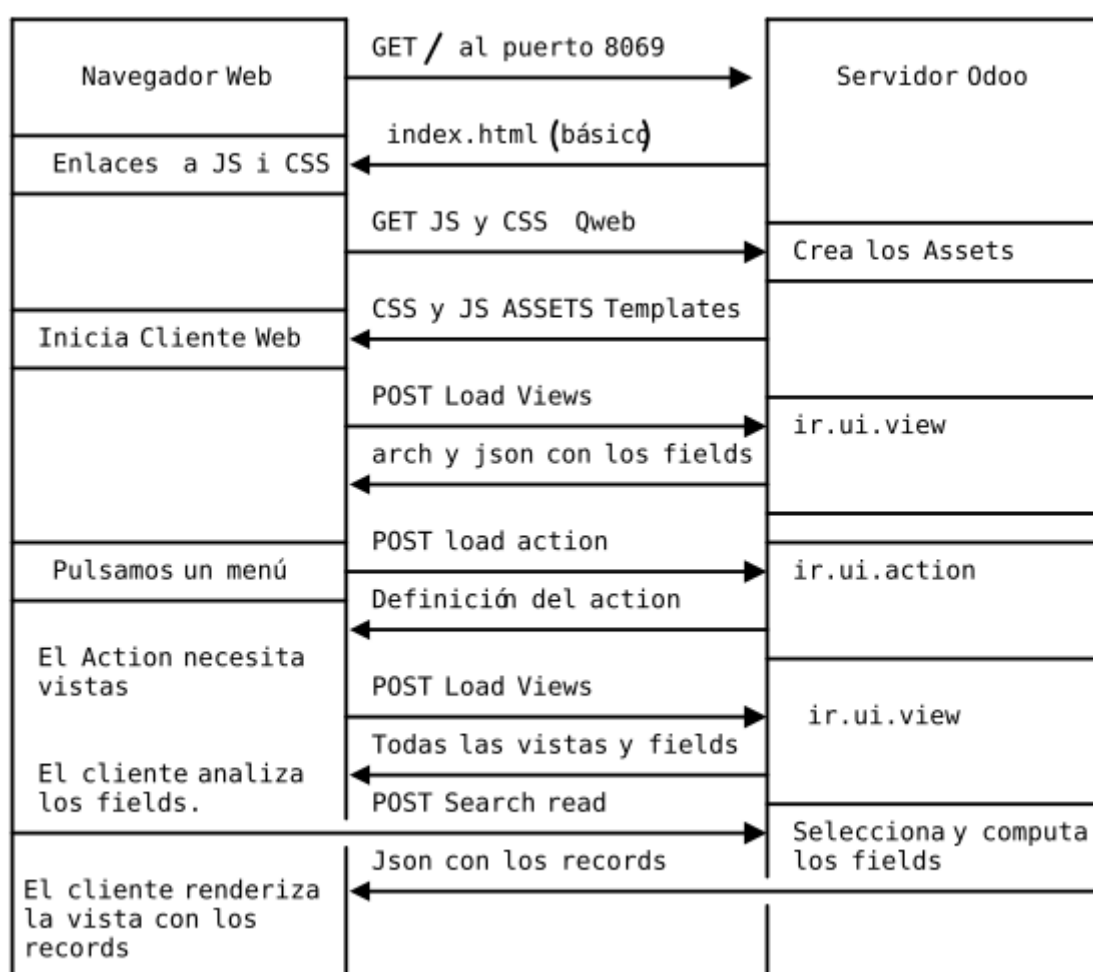 GET / al puerto 8069
Navegador Web
Servidor Odoo
index.html (básico)
Enlaces a JS i CSS
GET JS y CSS Qweb
Crea los Assets
CSS y JS ASSETS Templates
Inicia Cliente Web
POST Load Views
ir.ui.view
arch y json con los fields
POST load action
Pulsamos un menú
ir.ui.action
Definición del action
El Action necesita
vistas
POST Load Views
ir.ui.view
Todas las vistas y fields
El cliente analiza
los fields.
POST Search read
Selecciona y computa
los fields
Json con los records
El cliente renderiza
la vista con los
records